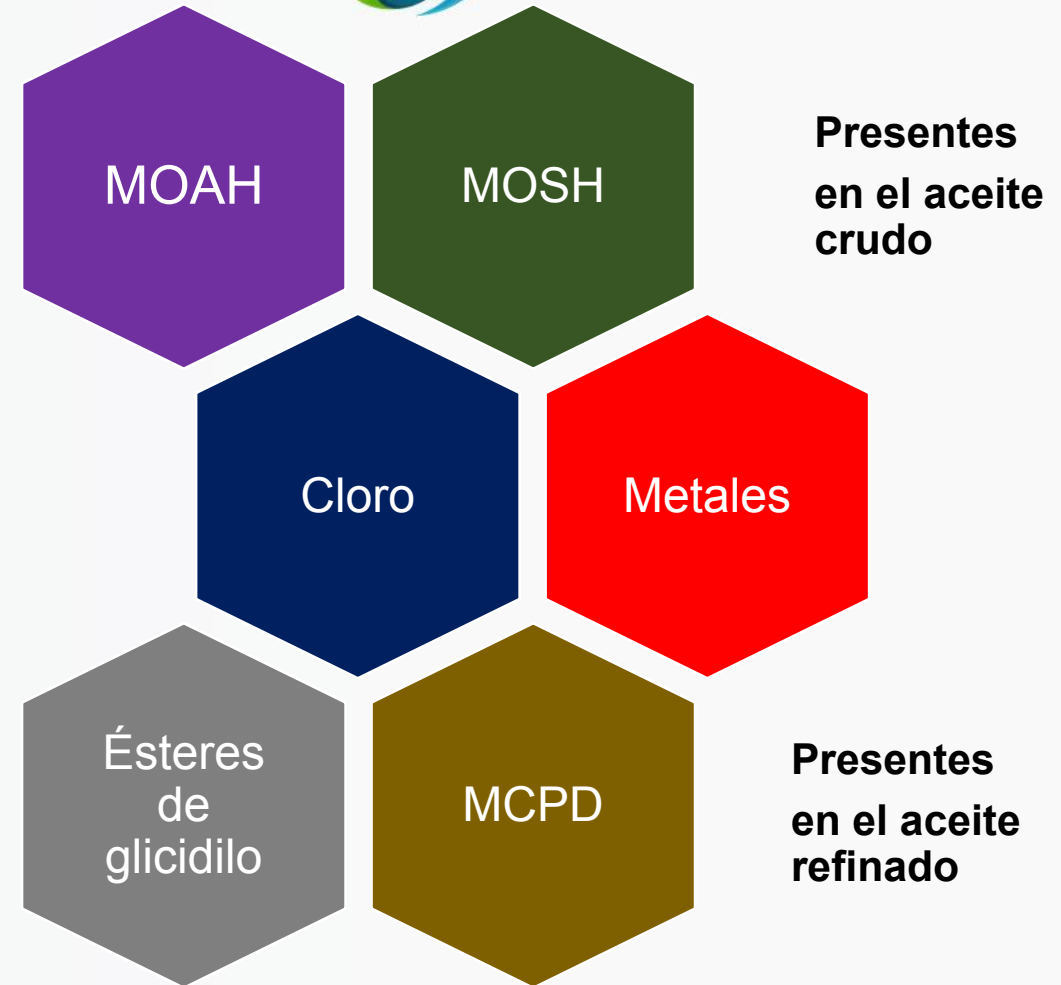 MOAH
MOSH
Presentes
en el aceite
crudo
Cloro
Metales
Ésteres
de
glicidilo
MCPD
Presentes
en el aceite
refinado